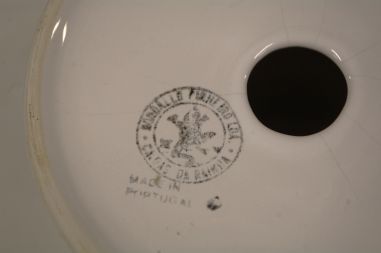 BORDALLO PINHEIRO LDA
CALDAS DA RAINHA
MADE IN
PORTUGAL